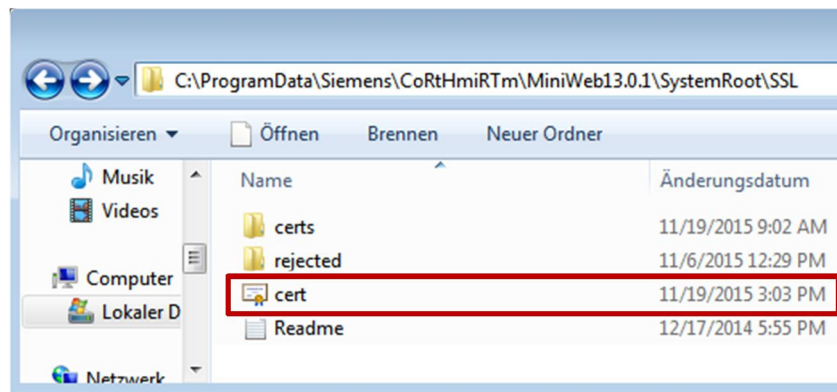 C:\ProgramData\Siemens\CoRtHmiRTm\MiniWeb13.0.1\SystemRoot\SSL
Organisieren Öffnen Brennen Neuer Ordner
Musik
Videos
Computer
Lokaler D
Netzwerk
Name Änderungsdatum
certs 11/19/2015 9:02 AM
rejected 11/6/2015 12:29 PM
cert 11/19/2015 3:03 PM
Readme 12/17/2014 5:55 PM